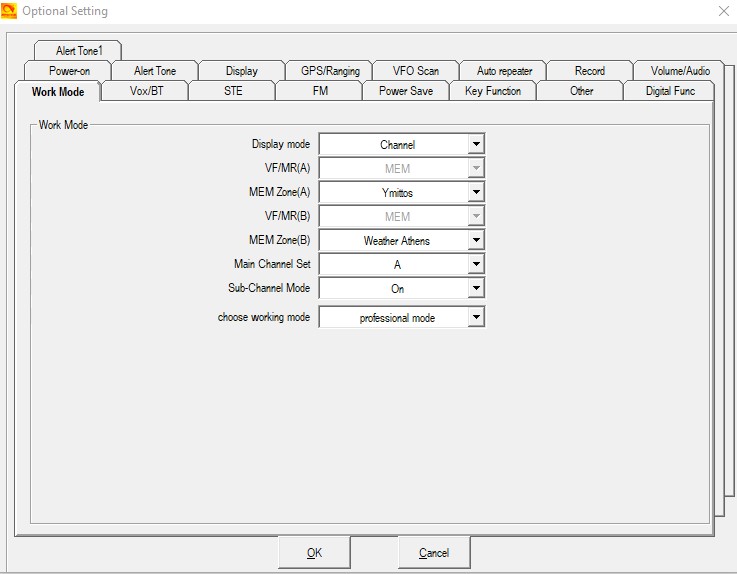 Optional Setting
Alert Tone1
Power-on Alert Tone Display GPS/Ranging VFO Scan Auto repeater Record Volume/Audio
Work Mode Vox/BT STE FM Power Save Key Function Other Digital Func
Work Mode
Display mode Channel
VF/MR(A) MEM
MEM Zone(A) Ymittos
VF/MR(B) MEM
MEM Zone(B) Weather Athens
Main Channel Set A
Sub-Channel Mode On
choose working mode professional mode
OK Cancel